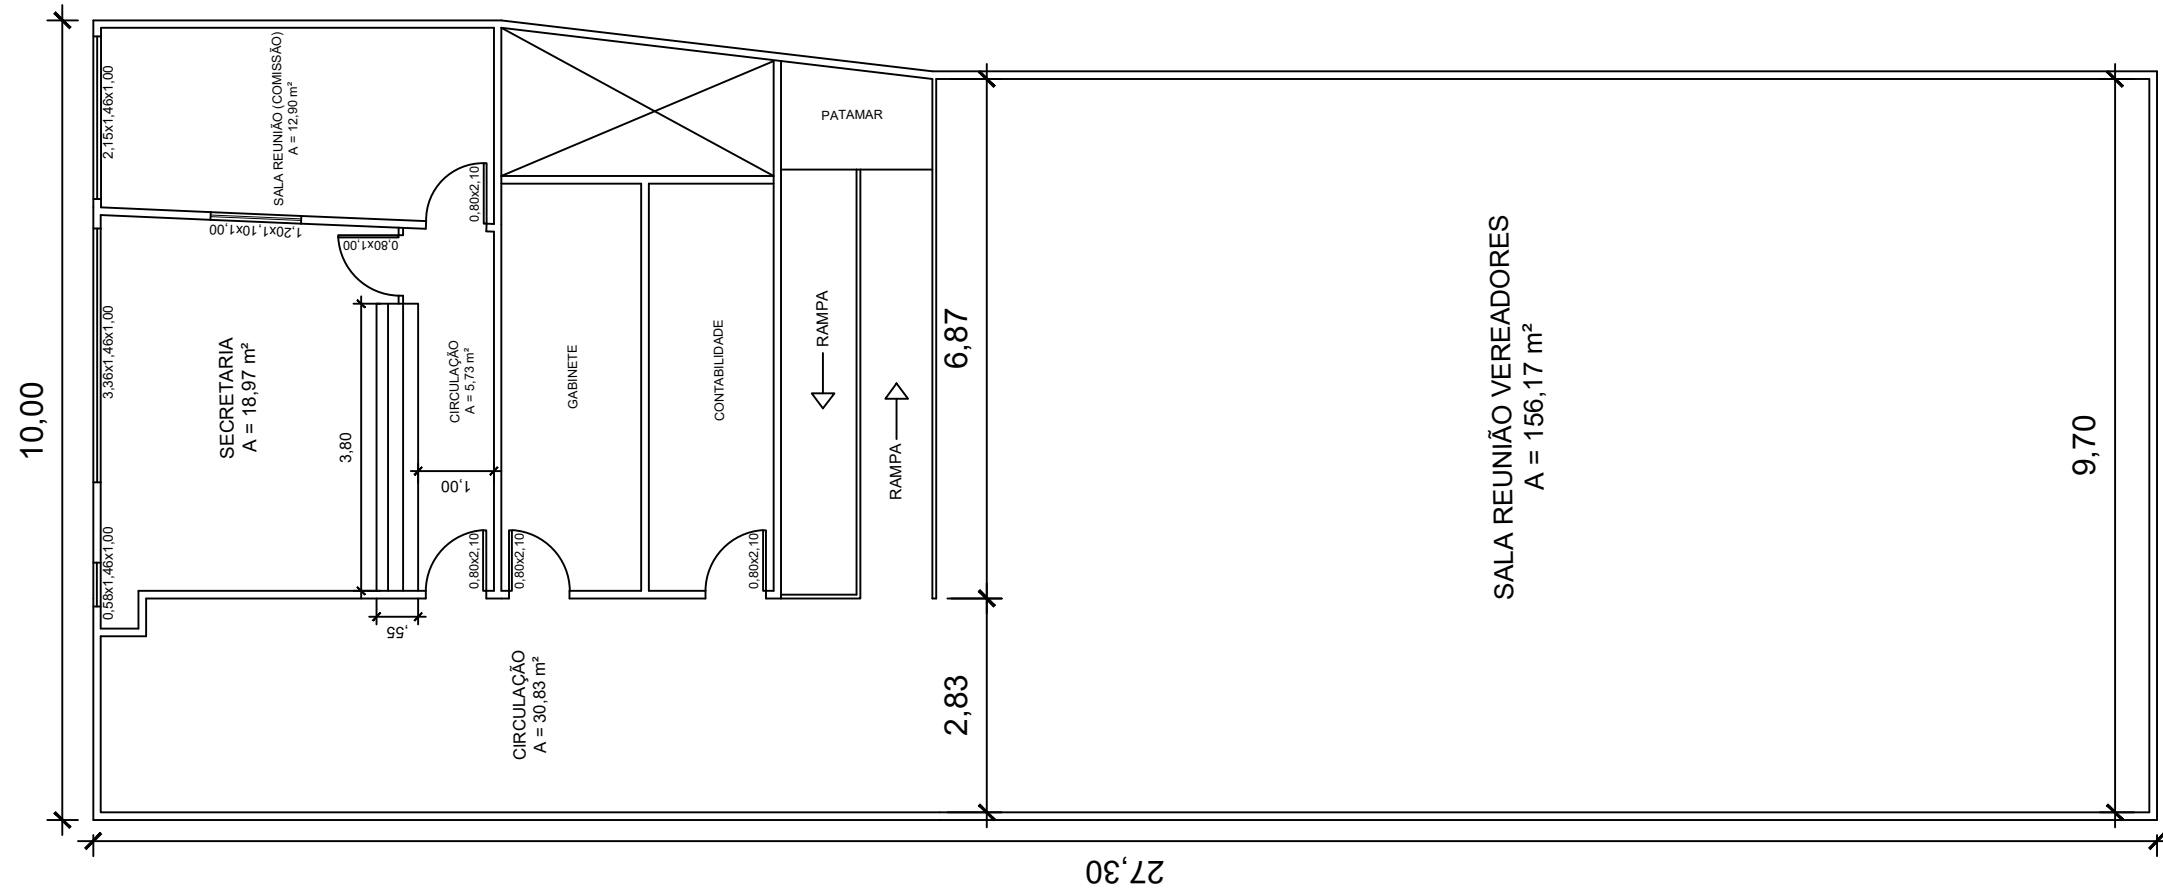 10,00
2,15x1,46x1,00
SALA REUNIÃO (COMISSÃO)
A = 12,90 m²
0,80x2,10
1,20x1,10x1,00
0,80x1,00
3,36x1,46x1,00
SECRETARIA
A = 18,97 m²
3,80
CIRCULAÇÃO
A = 5,73 m²
1,00
0,58x1,46x1,00
,55
0,80x2,10
0,80x2,10
GABINETE
CONTABILIDADE
0,80x2,10
PATAMAR
RAMPA
RAMPA
6,87
2,83
CIRCULAÇÃO
A = 30,83 m²
SALA REUNIÃO VEREADORES
A = 156,17 m²
9,70
27,30